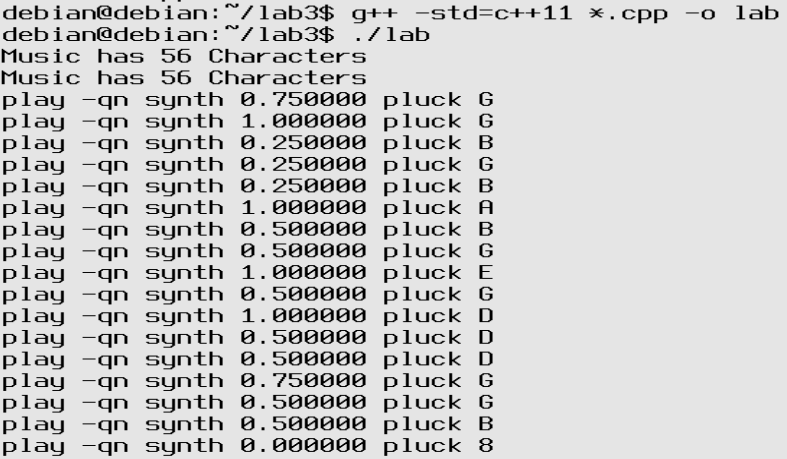 debian@debian:~/lab3$ g++ -std=c++11 *.cpp -o lab
debian@debian:~/lab3$ ./lab
Music has 56 Characters
Music has 56 Characters
play -qn synth 0.750000 pluck G
play -qn synth 1.000000 pluck G
play -qn synth 0.250000 pluck B
play -qn synth 0.250000 pluck G
play -qn synth 0.250000 pluck B
play -qn synth 1.000000 pluck A
play -qn synth 0.500000 pluck B
play -qn synth 0.500000 pluck G
play -qn synth 1.000000 pluck E
play -qn synth 0.500000 pluck G
play -qn synth 1.000000 pluck D
play -qn synth 0.500000 pluck D
play -qn synth 0.500000 pluck D
play -qn synth 0.750000 pluck G
play -qn synth 0.500000 pluck G
play -qn synth 0.500000 pluck B
play -qn synth 0.000000 pluck 8